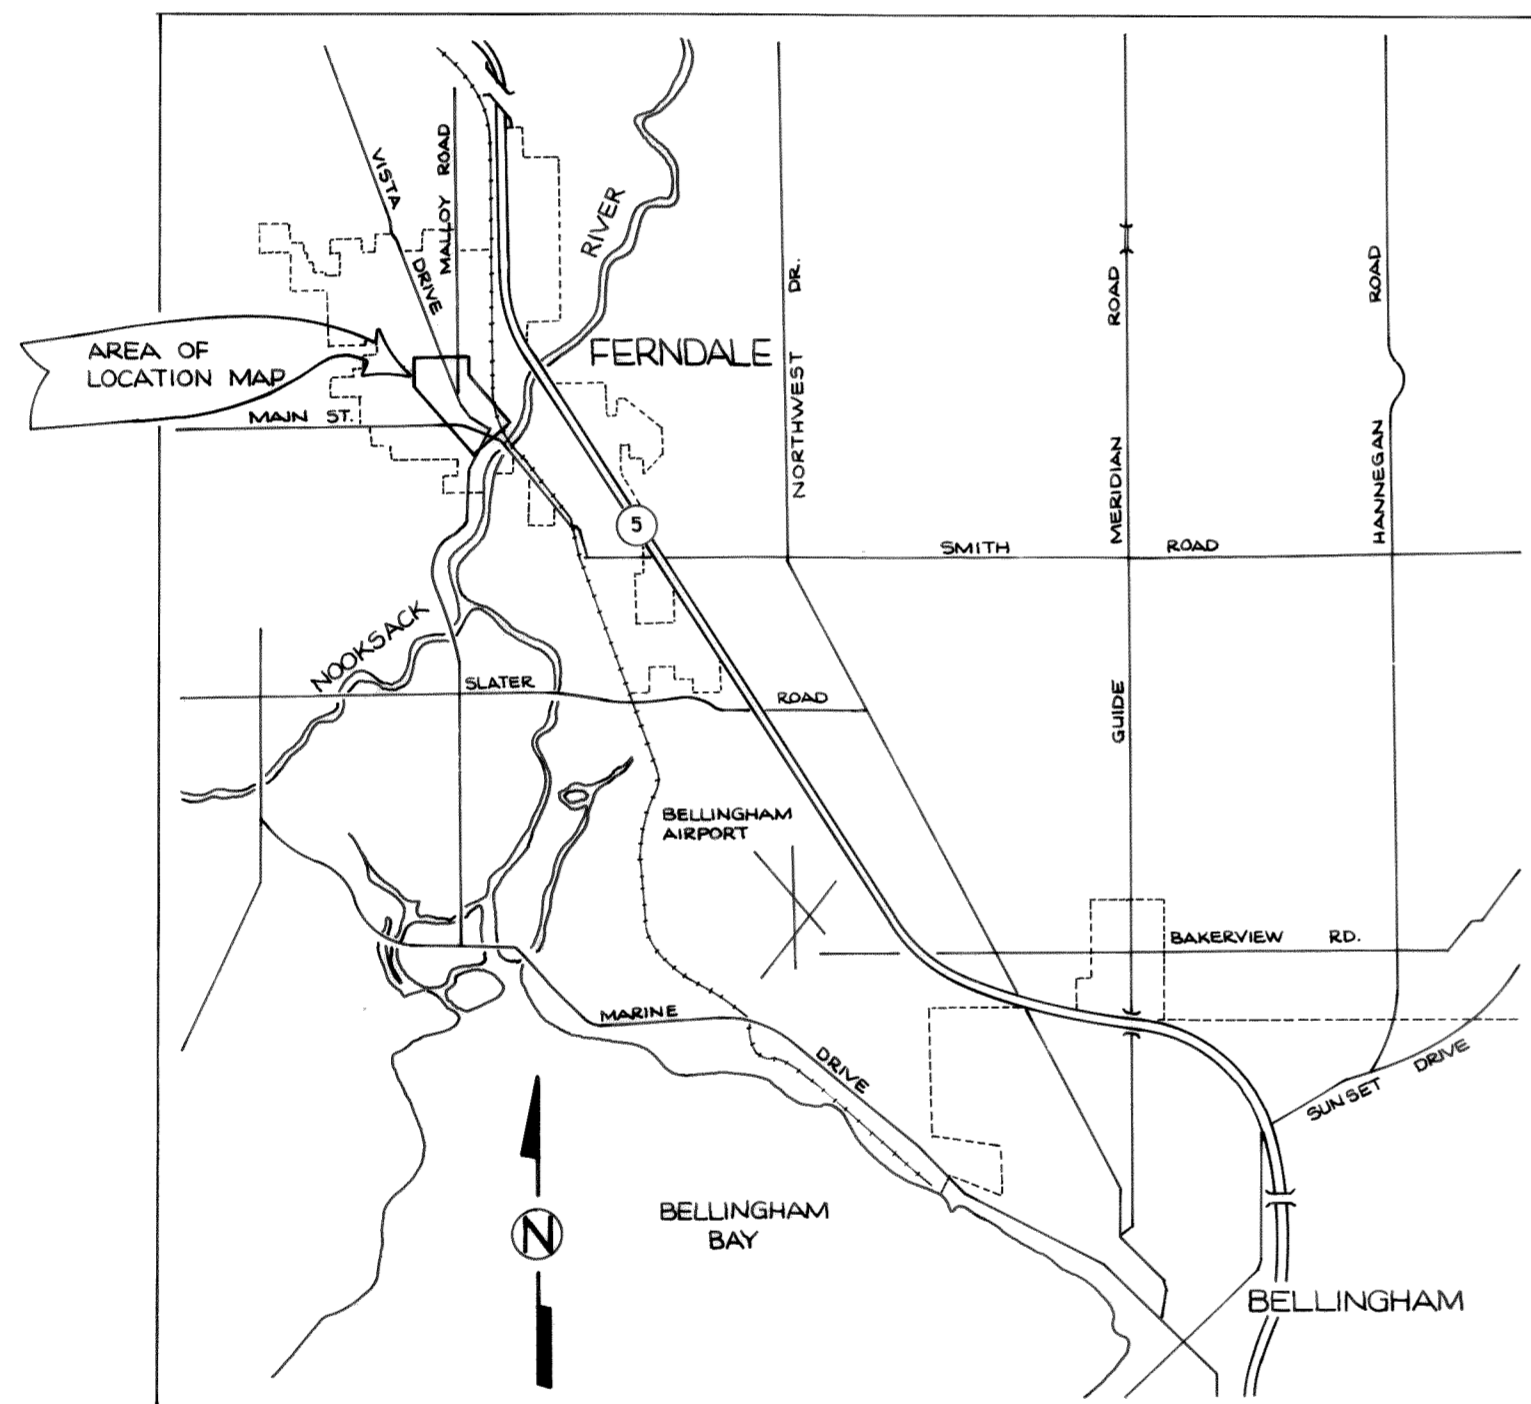 VISTA
DRIVE
MALLOY ROAD
RIVER
NORTHWEST DR.
MERIDIAN ROAD
HANNEGAN ROAD
AREA OF
LOCATION MAP
FERNDALE
MAIN ST.
5
SMITH ROAD
NOOKSACK
SLATER ROAD
GUIDE
BELLINGHAM
AIRPORT
BAKERVIEW RD.
MARINE
DRIVE
SUNSET DRIVE
N
BELLINGHAM
BAY
BELLINGHAM